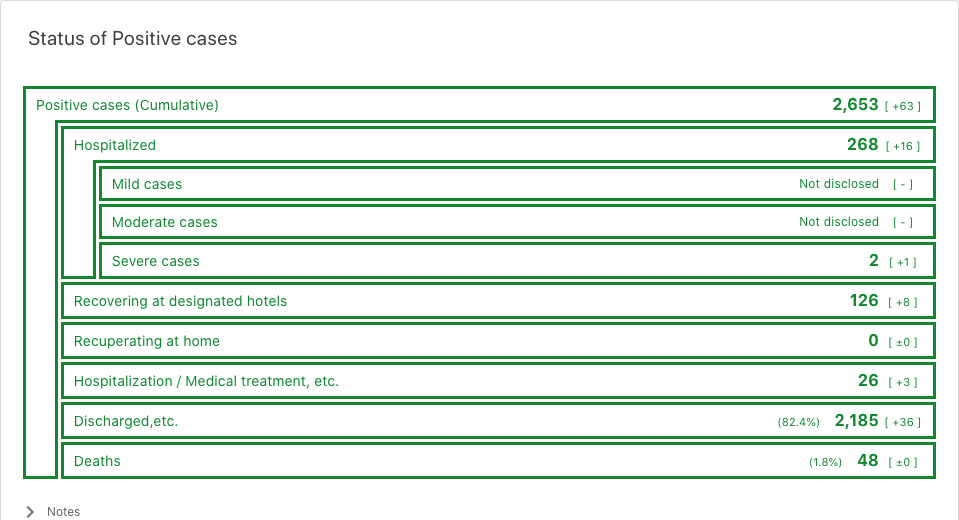 Status of Positive cases
Positive cases (Cumulative) 2,653 [ +63 ]
Hospitalized 268 [ +16 ]
Mild cases Not disclosed [ - ]
Moderate cases Not disclosed [ - ]
Severe cases 2 [ +1 ]
Recovering at designated hotels 126 [ +8 ]
Recuperating at home 0 [ ±0 ]
Hospitalization / Medical treatment, etc. 26 [ +3 ]
Discharged,etc. (82.4%) 2,185 [ +36 ]
Deaths (1.8%) 48 [ ±0 ]
Notes